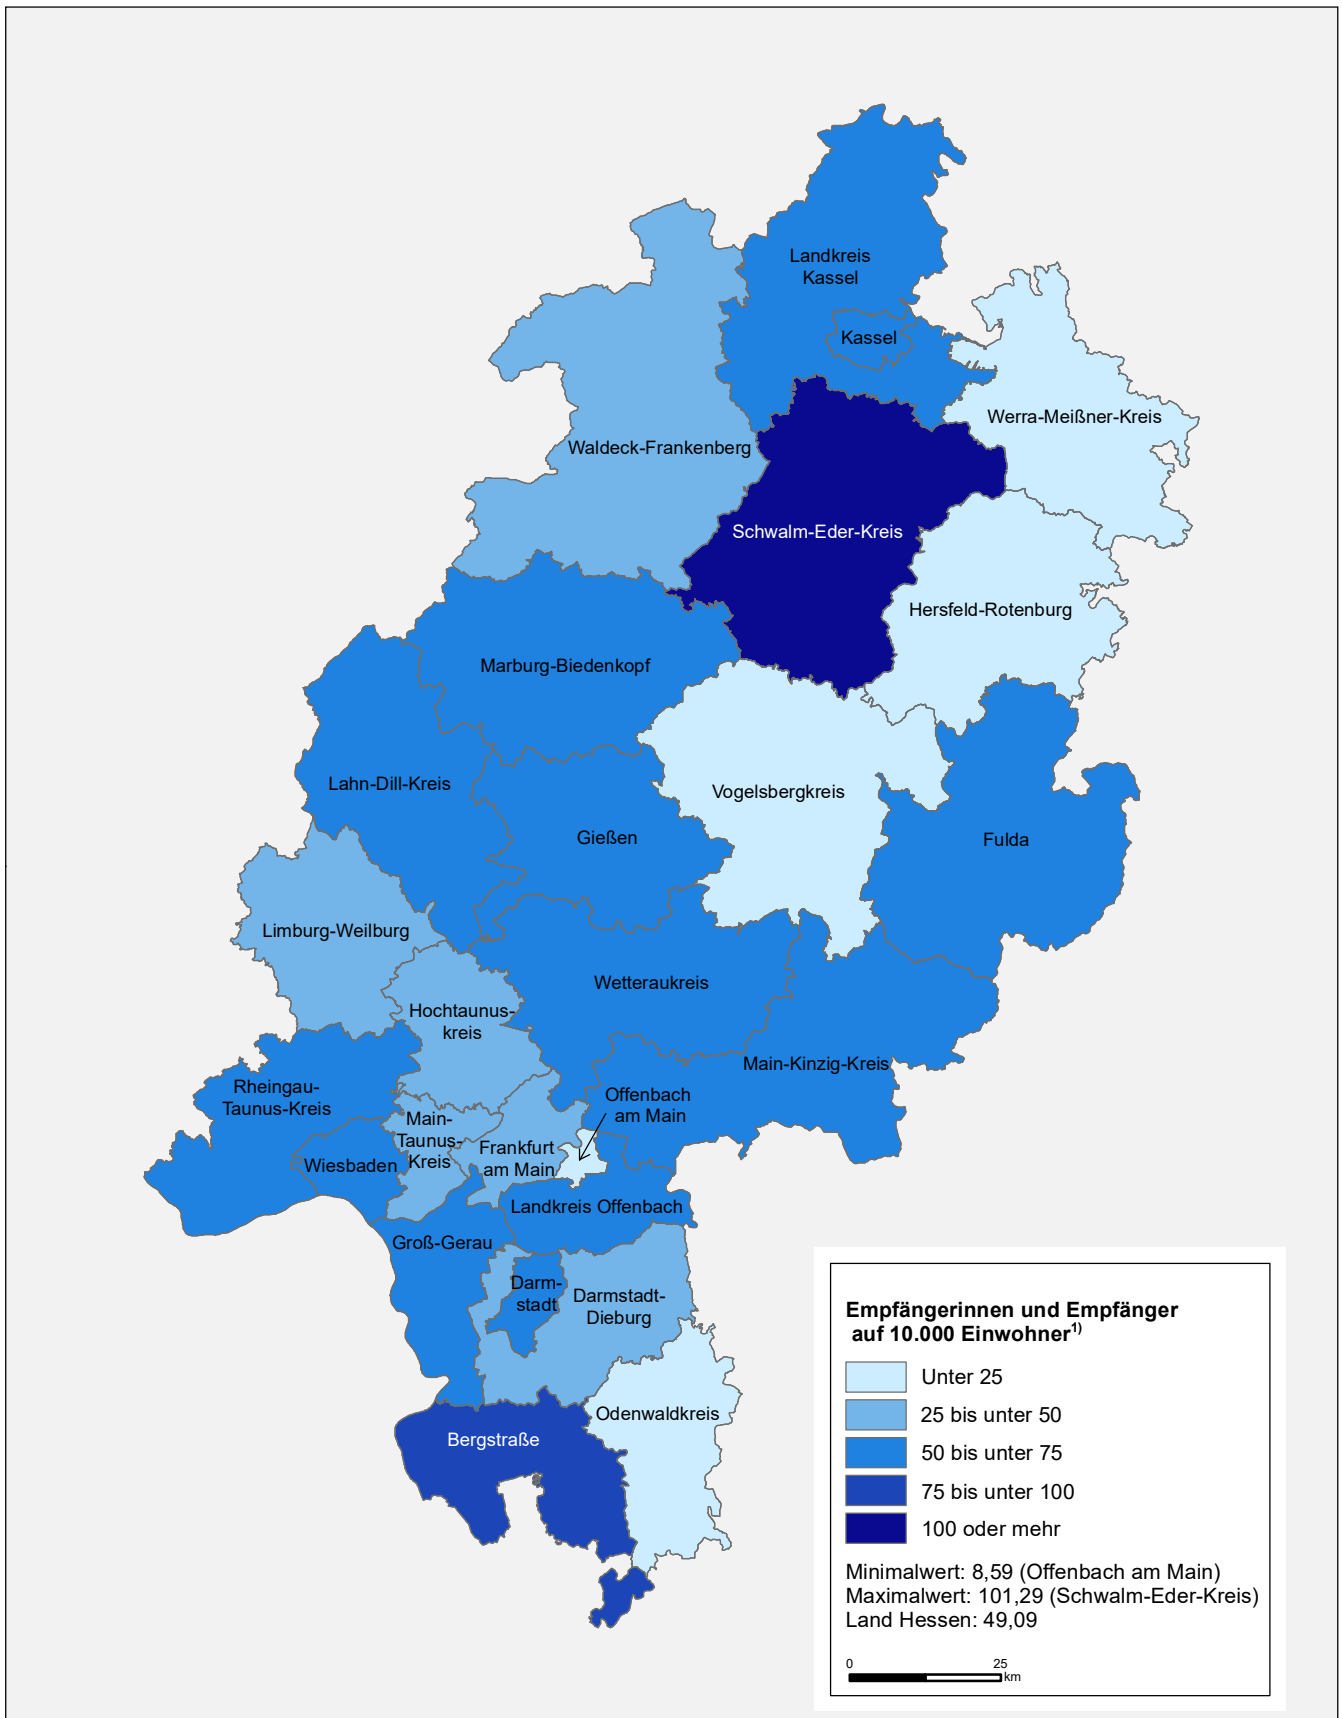 Landkreis
Kassel
Kassel
Werra-Meißner-Kreis
Waldeck-Frankenberg
Schwalm-Eder-Kreis
Hersfeld-Rotenburg
Marburg-Biedenkopf
Lahn-Dill-Kreis
Vogelsbergkreis
Gießen
Fulda
Limburg-Weilburg
Wetteraukreis
Hochtaunus-
kreis
Main-Kinzig-Kreis
Rheingau-
Taunus-Kreis
Offenbach
am Main
Main-
Taunus-
Kreis
Frankfurt
am Main
Wiesbaden
Landkreis Offenbach
Groß-Gerau
Darm-
stadt
Darmstadt-
Dieburg
Odenwaldkreis
Bergstraße
Empfängerinnen und Empfänger
auf 10.000 Einwohner1)
Unter 25
25 bis unter 50
50 bis unter 75
75 bis unter 100
100 oder mehr
Minimalwert: 8,59 (Offenbach am Main)
Maximalwert: 101,29 (Schwalm-Eder-Kreis)
Land Hessen: 49,09
0 25
km